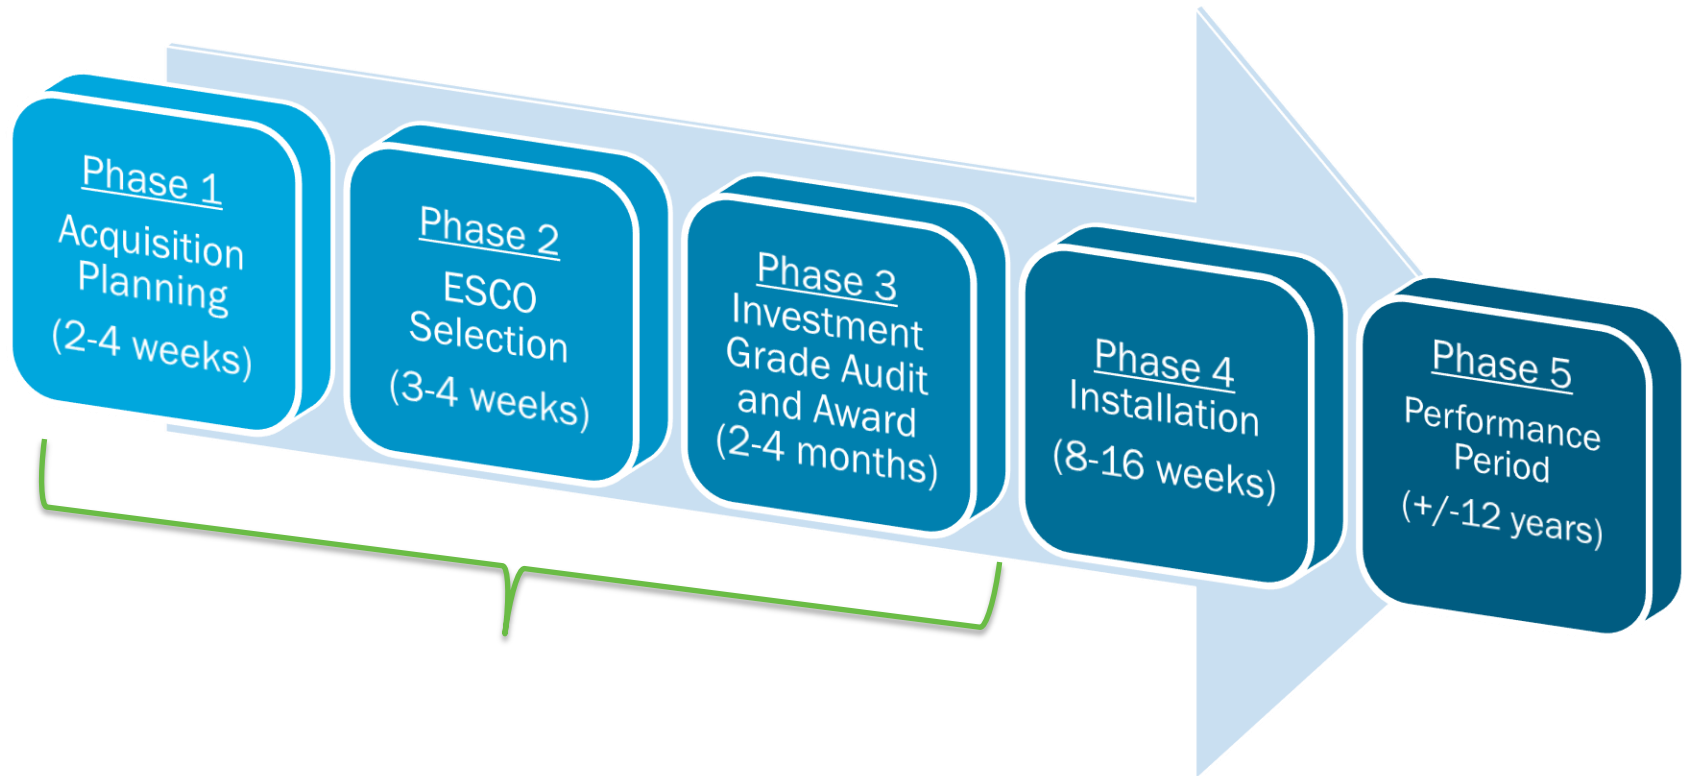 Phase 1
Acquisition
Planning
(2-4 weeks)
Phase 2
ESCO
Selection
(3-4 weeks)
Phase 3
Investment
Grade Audit
and Award
(2-4 months)
Phase 4
Installation
(8-16 weeks)
Phase 5
Performance
Period
(+/-12 years)